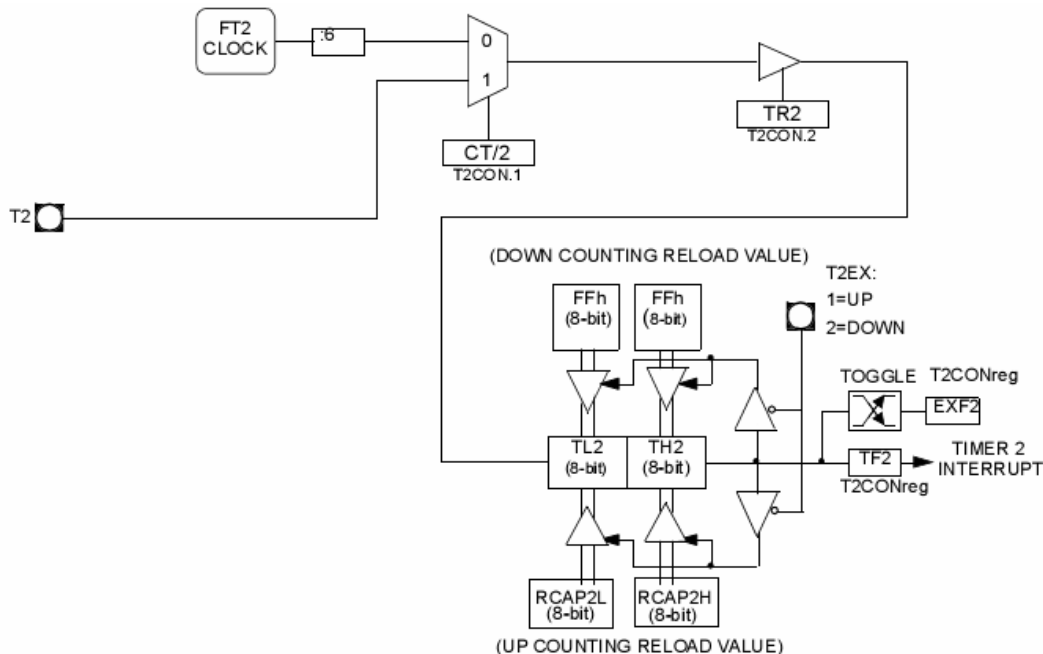 FT2
CLOCK
:6
0
1
TR2
T2CON.2
CT/2
T2CON.1
T2
(DOWN COUNTING RELOAD VALUE)
T2EX:
1=UP
2=DOWN
FFh
(8-bit)
FFh
(8-bit)
TOGGLE
T2CONreg
EXF2
TL2
(8-bit)
TH2
(8-bit)
TF2
TIMER 2
INTERRUPT
T2CONreg
RCAP2L
(8-bit)
RCAP2H
(8-bit)
(UP COUNTING RELOAD VALUE)